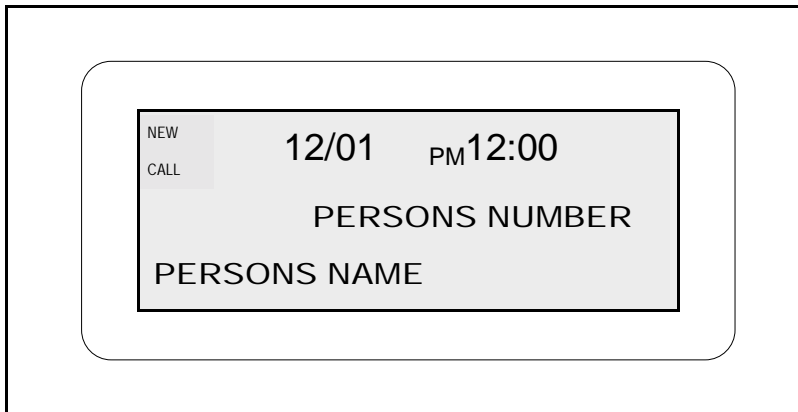 NEW 12/01 PM12:00
CALL
PERSONS NUMBER
PERSONS NAME